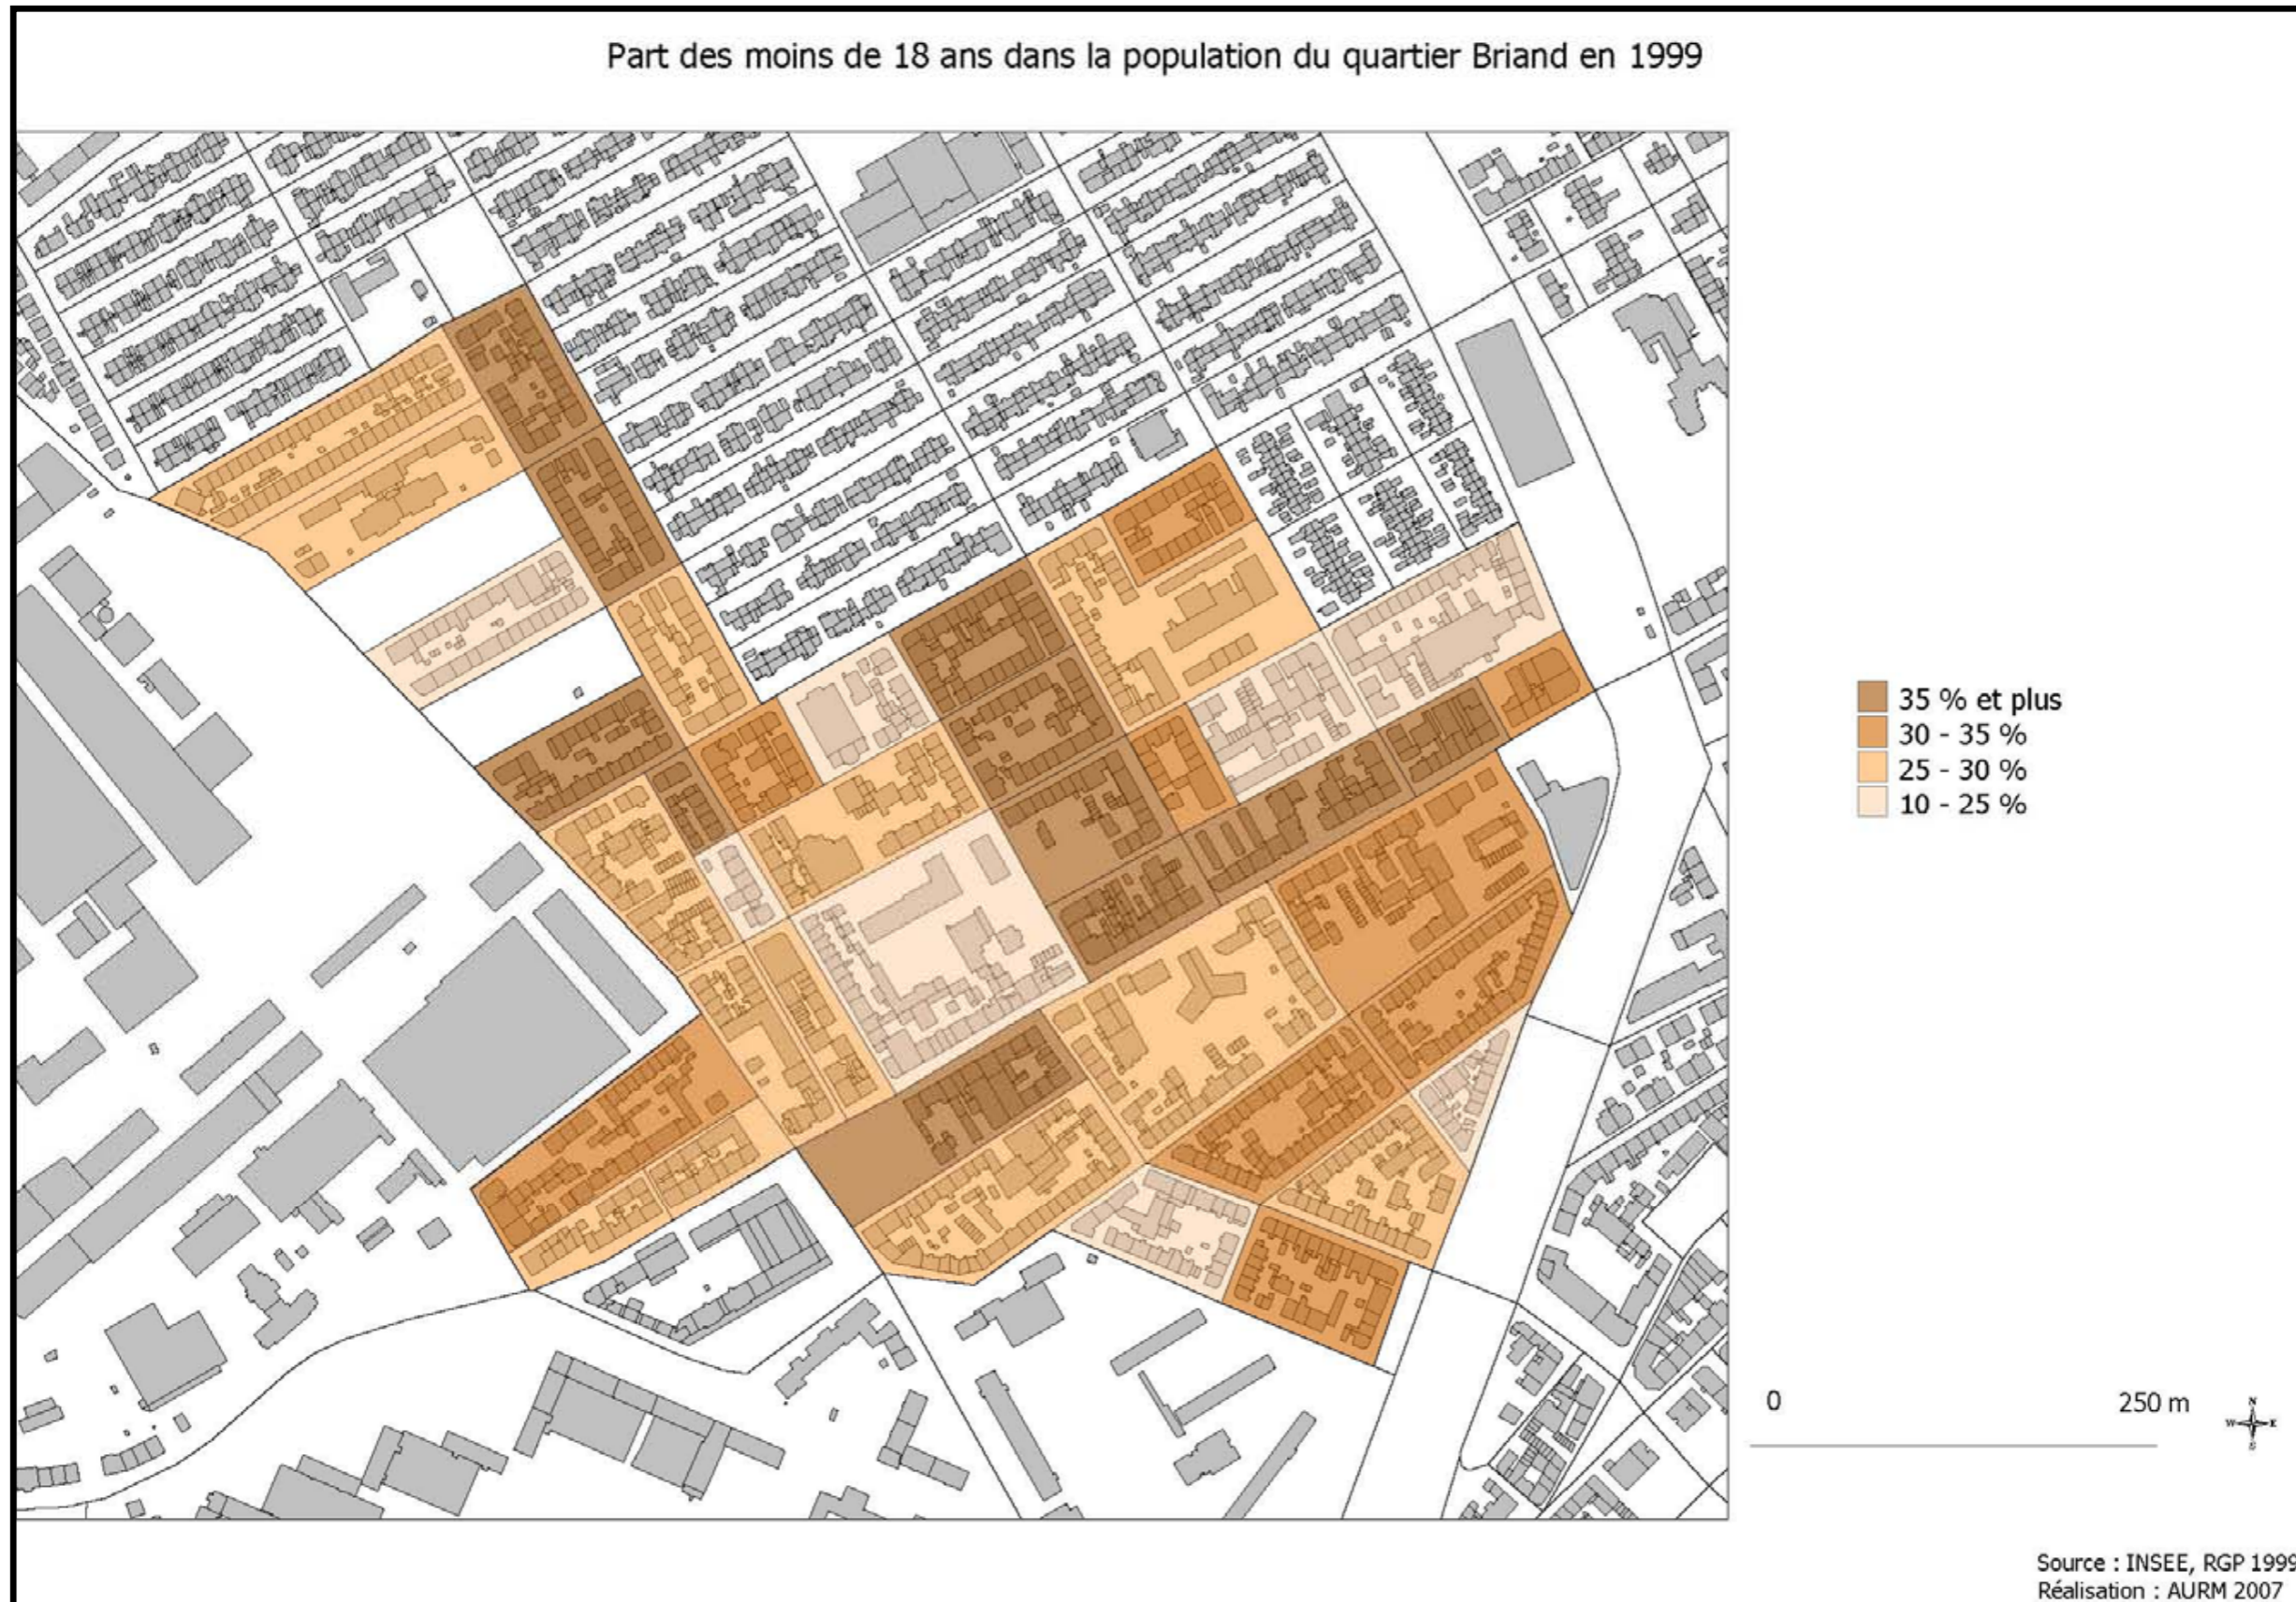 Part des moins de 18 ans dans la population du quartier Briand en 1999
35 % et plus
30 - 35 %
25 - 30 %
10 - 25 %
0 250 m
N
W E
S
Source : INSEE, RGP 1999
Réalisation : AURM 2007